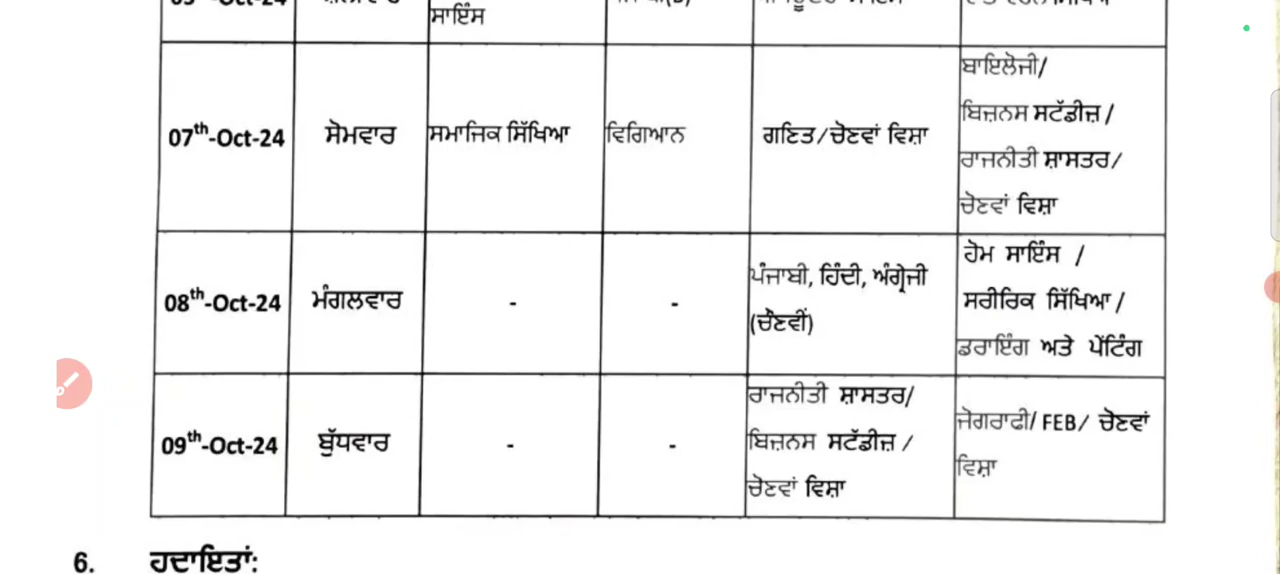 ਸਾਇੰਸ
07th-Oct-24 ਸੋਮਵਾਰ ਸਮਾਜਿਕ ਸਿੱਖਿਆ ਵਿਗਿਆਨ ਗਣਿਤ/ਚੋਣਵਾਂ ਵਿਸ਼ਾ
ਬਾਇਲੋਜੀ/
ਬਿਜ਼ਨਸ ਸਟੱਡੀਜ਼ /
ਰਾਜਨੀਤੀ ਸ਼ਾਸਤਰ/
ਚੋਣਵਾਂ ਵਿਸ਼ਾ
08th-Oct-24 ਮੰਗਲਵਾਰ - -
ਪੰਜਾਬੀ, ਹਿੰਦੀ, ਅੰਗ੍ਰੇਜੀ
(ਚੋਣਵੀਂ)
ਹੋਮ ਸਾਇੰਸ /
ਸਰੀਰਿਕ ਸਿੱਖਿਆ/
ਡਰਾਇੰਗ ਅਤੇ ਪੇਂਟਿੰਗ
09th-Oct-24 ਬੁੱਧਵਾਰ - -
ਰਾਜਨੀਤੀ ਸ਼ਾਸਤਰ/
ਬਿਜ਼ਨਸ ਸਟੱਡੀਜ਼ /
ਚੋਣਵਾਂ ਵਿਸ਼ਾ
ਜੋਗਰਾਫੀ/ FEB/ ਚੋਣਵਾਂ
ਵਿਸ਼ਾ
6. ਹਦਾਇਤਾਂ: